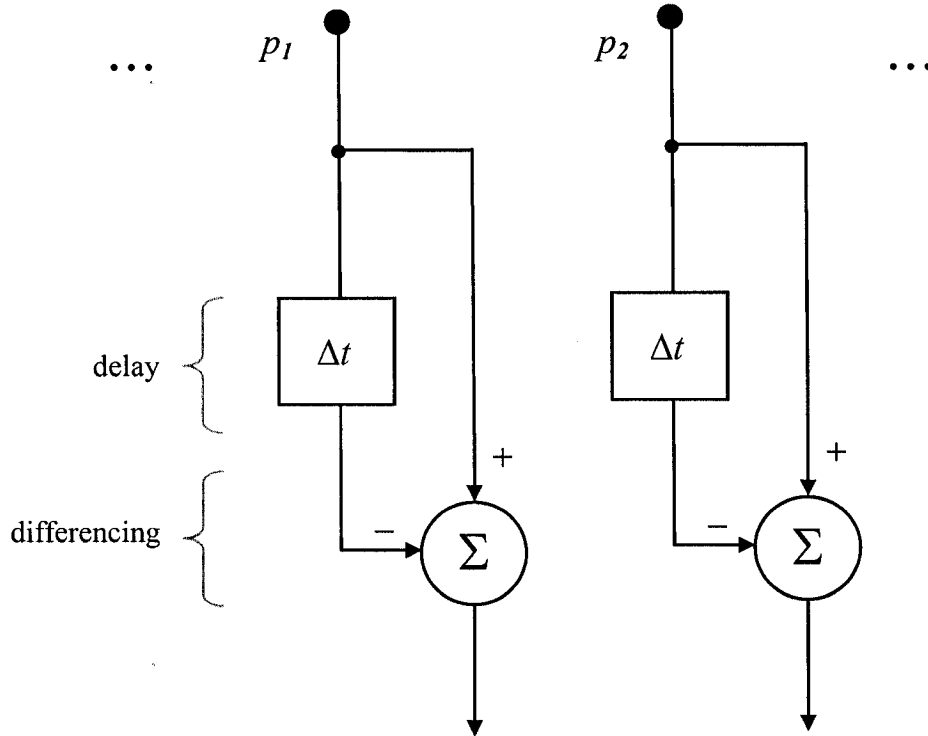 ... p1 p2 ...
delay Δt Δt
+ +
differencing − −
Σ Σ